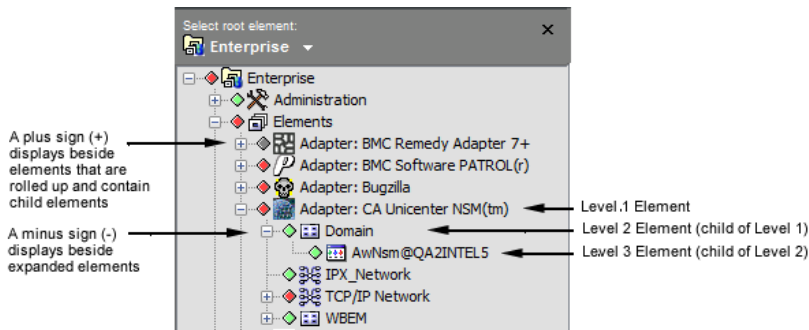 Select root element:
Enterprise
Enterprise
Administration
Elements
A plus sign (+)
displays beside
elements that are
rolled up and contain
child elements
Adapter: BMC Remedy Adapter 7+
Adapter: BMC Software PATROL(r)
Adapter: Bugzilla
Adapter: CA Unicenter NSM(tm)
Level.1 Element
A minus sign (-)
displays beside
expanded elements
Domain
Level 2 Element (child of Level 1)
AwNsm@QA2INTEL5
Level 3 Element (child of Level 2)
IPX_Network
TCP/IP Network
WBEM